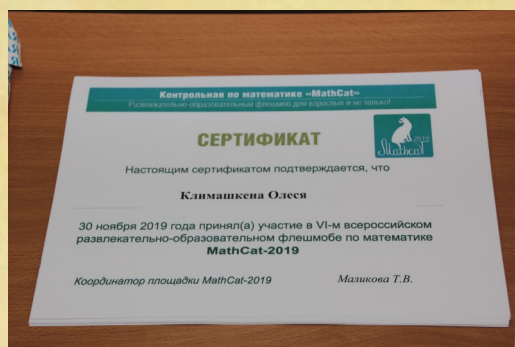 Контрольная по математике «MathCat»
Развлекательно-образовательный флешмоб для взрослых и не только!
СЕРТИФИКАТ
2019
MathcaT
Настоящим сертификатом подтверждается, что
Климашкена Олеся
30 ноября 2019 года принял(а) участие в VI-м всероссийском
развлекательно-образовательном флешмобе по математике
MathCat-2019
Координатор площадки MathCat-2019 Маликова Т.В.